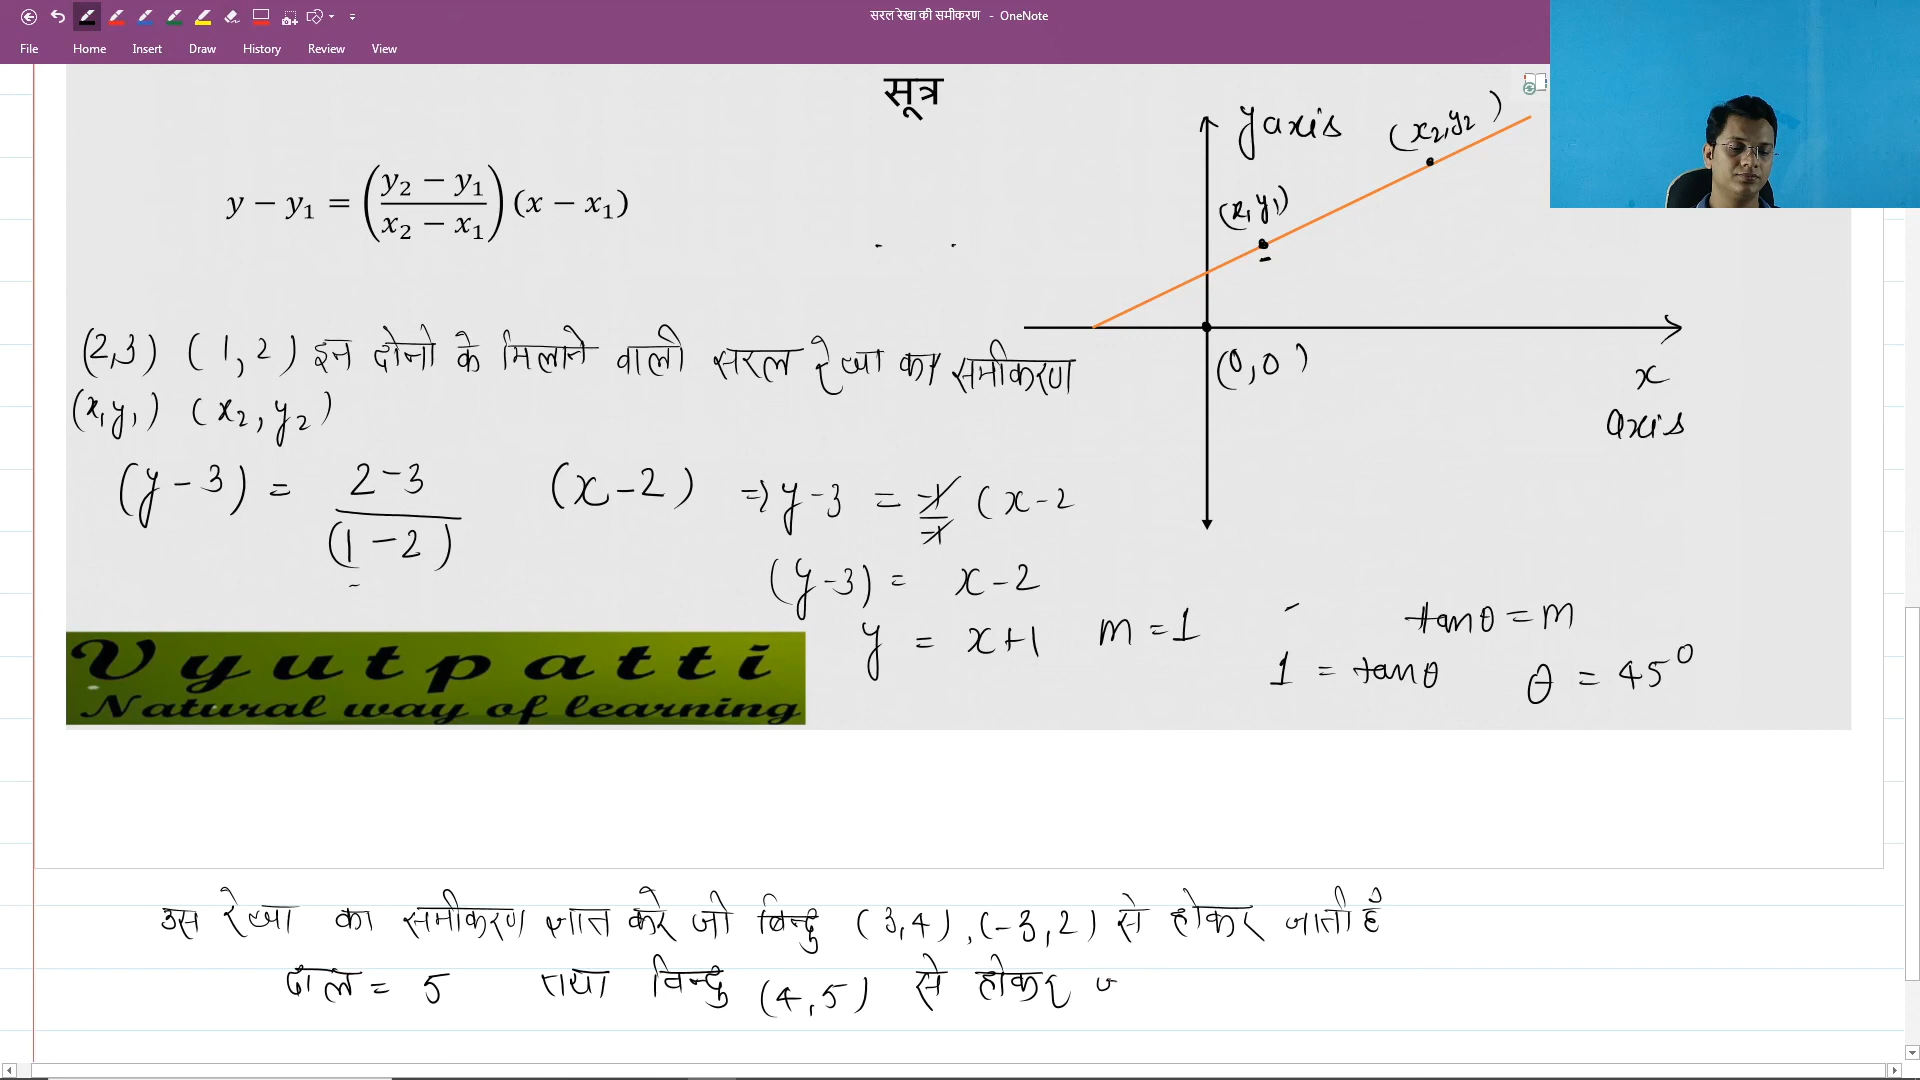 सरल रेखा की समीकरण - OneNote
File Home Insert Draw History Review View
सूत्र
y − y₁ = ((y₂ − y₁)/(x₂ − x₁)) (x − x₁)
y axis
(x₂, y₂)
(x₁ y₁)
(0,0)
x
axis
(2,3) (1,2) इन दोनो के मिलाने वाली सरल रेखा का समीकरण
(x₁ y₁) (x₂, y₂)
(y-3) = (2-3)/(1-2) (x-2) ⇒ y-3 = -1/-1 (x-2
(y-3) = x-2
y = x+1 m=1
tanθ = m
1 = tanθ θ = 45⁰
Vyutpatti
Natural way of learning
उस रेखा का समीकरण ज्ञात करे जो बिन्दु (3,4), (-3,2) से होकर जाती है
ढाल = 5 तथा बिन्दु (4,5) से होकर